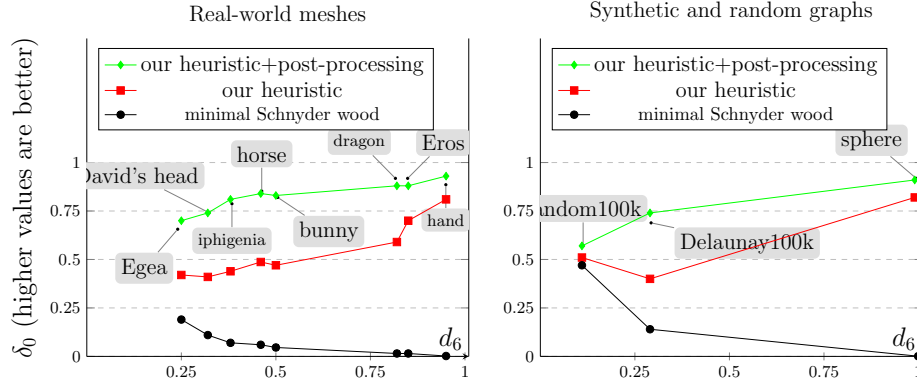 Real-world meshes
δ₀ (higher values are better)
our heuristic+post-processing
our heuristic
minimal Schnyder wood
1
0.75
0.5
0.25
0
David's head
Egea
iphigenia
horse
bunny
dragon
Eros
hand
d₆
0.25
0.5
0.75
1
Synthetic and random graphs
our heuristic+post-processing
our heuristic
minimal Schnyder wood
1
0.75
0.5
0.25
0
ndom100k
Delaunay100k
sphere
d₆
0.25
0.5
0.75
1